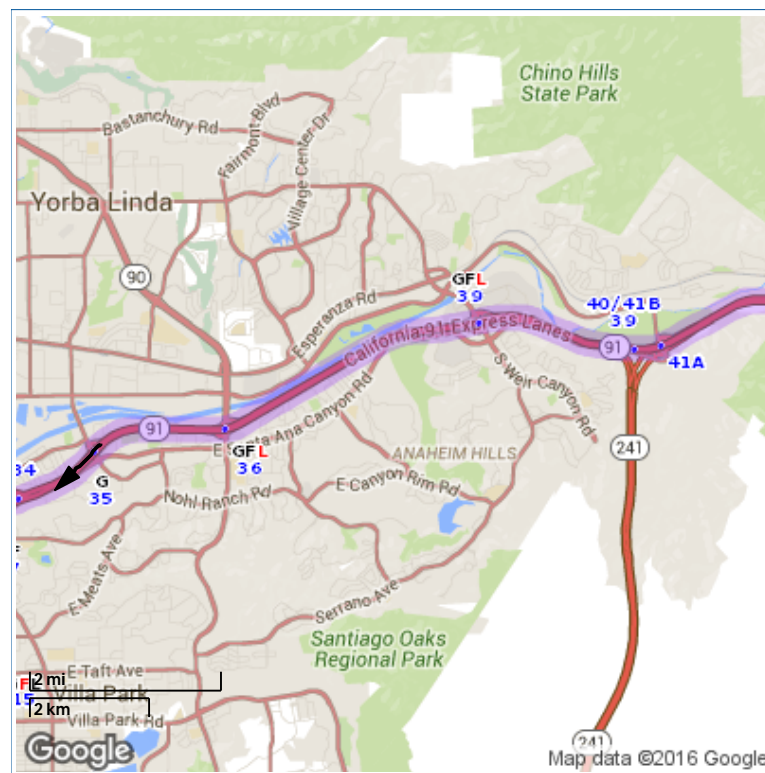 Chino Hills
State Park
Bastanchury Rd
Fairmont Blvd
Village Center Dr
Yorba Linda
90
GFL
39
40/41B
39
Esperanza Rd
California 91 Express Lanes
91
41A
S Weir Canyon Rd
91
E Santa Ana Canyon Rd
241
34
GFL
36
ANAHEIM HILLS
G
35
Nohl Ranch Rd
E Canyon Rim Rd
E Meats Ave
Serrano Ave
Santiago Oaks
Regional Park
E Taft Ave
2 mi
15
Villa Park
2 km
Villa Park Rd
241
Google
Map data ©2016 Google